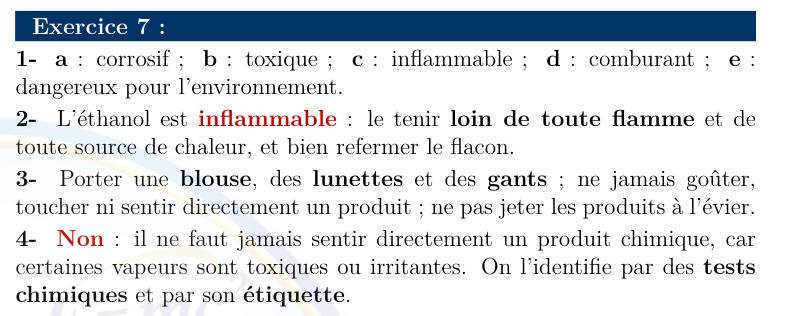 Exercice 7 :
1- a : corrosif ; b : toxique ; c : inflammable ; d : comburant ; e :
dangereux pour l'environnement.
2- L'éthanol est inflammable : le tenir loin de toute flamme et de
toute source de chaleur, et bien refermer le flacon.
3- Porter une blouse, des lunettes et des gants ; ne jamais goûter,
toucher ni sentir directement un produit ; ne pas jeter les produits à l'évier.
4- Non : il ne faut jamais sentir directement un produit chimique, car
certaines vapeurs sont toxiques ou irritantes. On l'identifie par des tests
chimiques et par son étiquette.